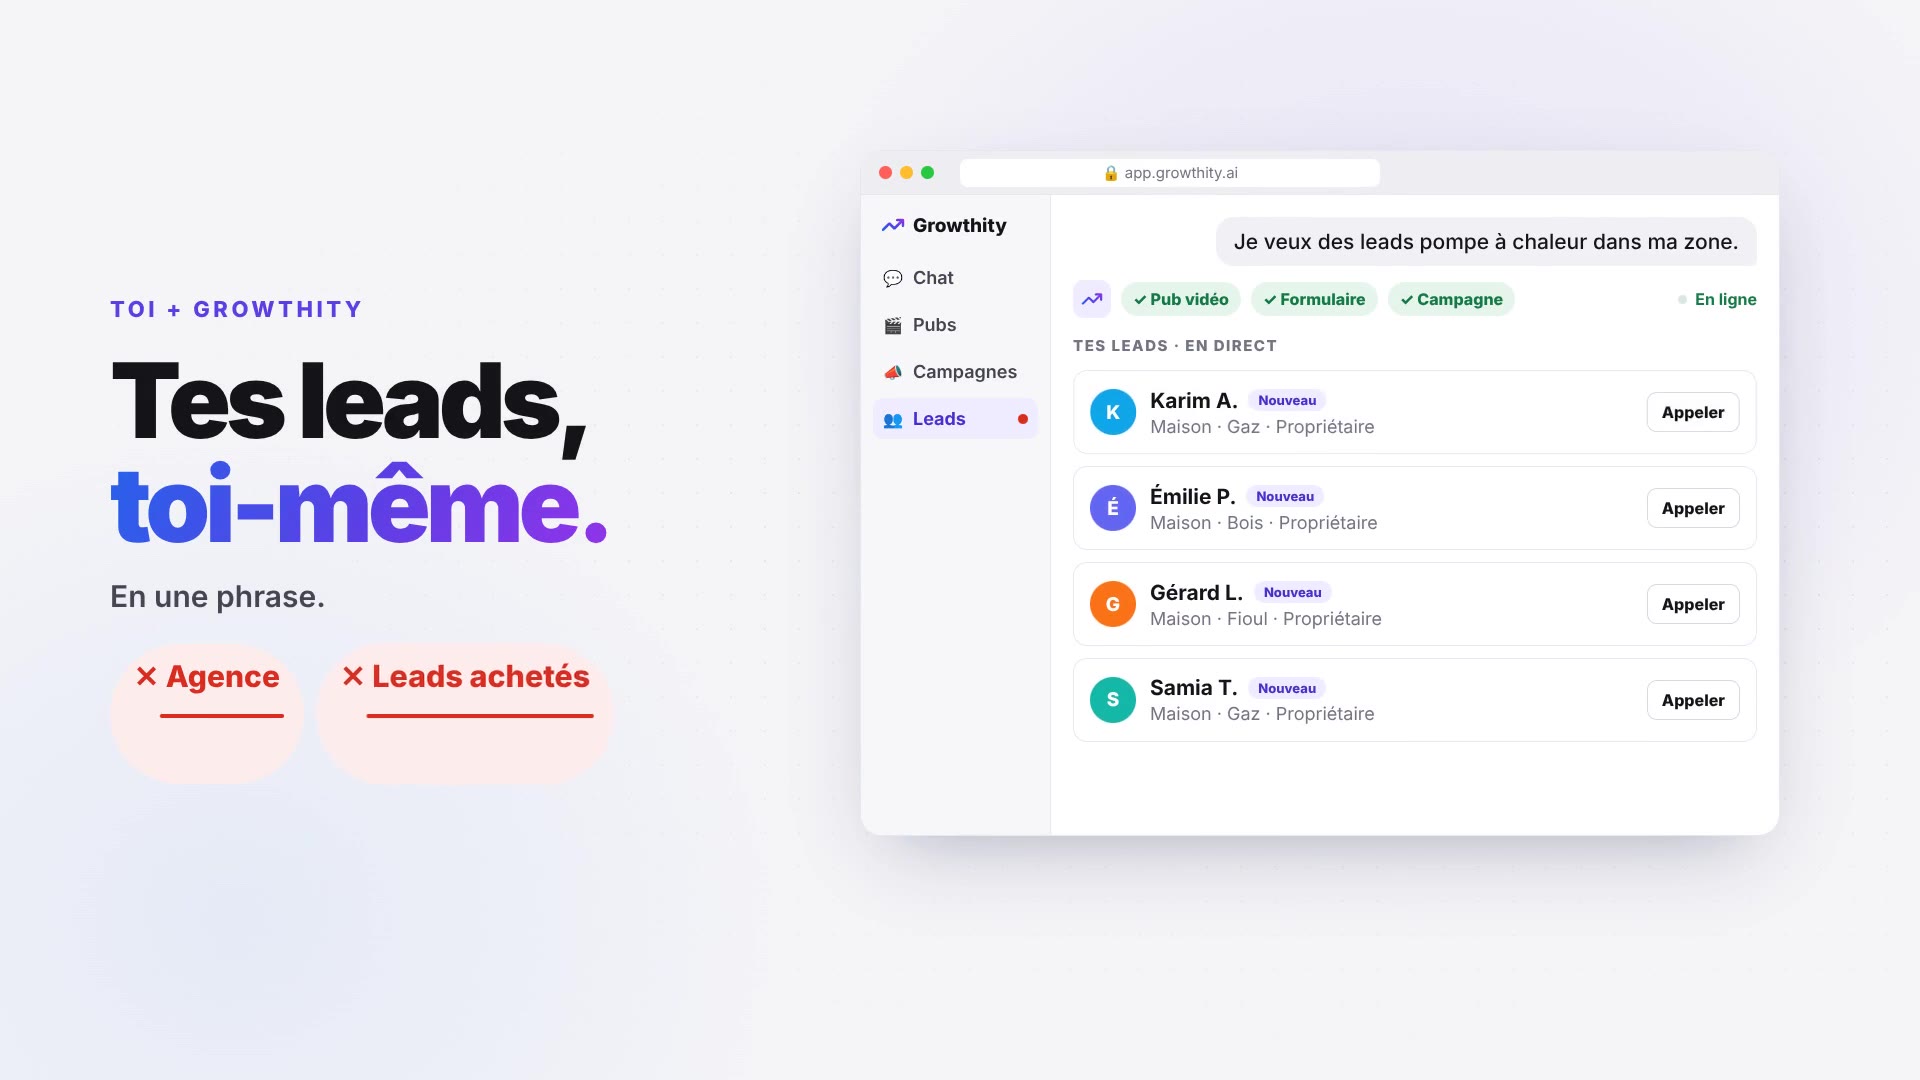 TOI + GROWTHITY
Tes leads,
toi-même.
En une phrase.
✕ Agence
✕ Leads achetés
🔒 app.growthity.ai
Growthity
💬 Chat
🎬 Pubs
📣 Campagnes
👥 Leads
Je veux des leads pompe à chaleur dans ma zone.
✓ Pub vidéo ✓ Formulaire ✓ Campagne En ligne
TES LEADS · EN DIRECT
K Karim A. Nouveau
Maison · Gaz · Propriétaire
Appeler
É Émilie P. Nouveau
Maison · Bois · Propriétaire
Appeler
G Gérard L. Nouveau
Maison · Fioul · Propriétaire
Appeler
S Samia T. Nouveau
Maison · Gaz · Propriétaire
Appeler